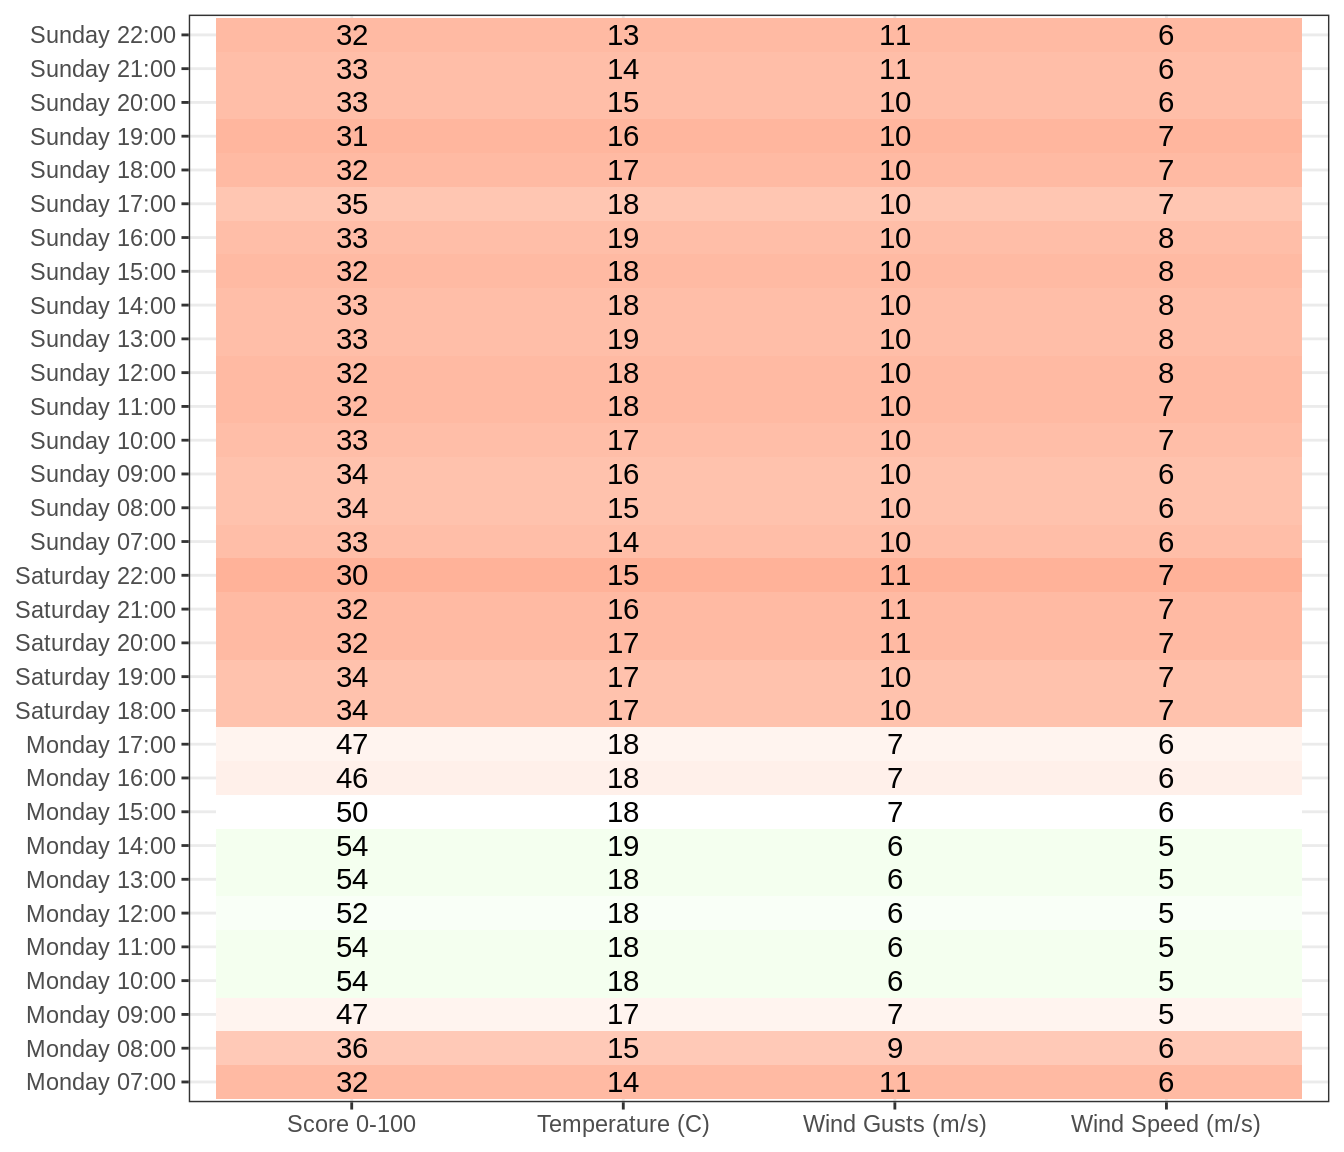 Sunday 22:00 32 13 11 6
Sunday 21:00 33 14 11 6
Sunday 20:00 33 15 10 6
Sunday 19:00 31 16 10 7
Sunday 18:00 32 17 10 7
Sunday 17:00 35 18 10 7
Sunday 16:00 33 19 10 8
Sunday 15:00 32 18 10 8
Sunday 14:00 33 18 10 8
Sunday 13:00 33 19 10 8
Sunday 12:00 32 18 10 8
Sunday 11:00 32 18 10 7
Sunday 10:00 33 17 10 7
Sunday 09:00 34 16 10 6
Sunday 08:00 34 15 10 6
Sunday 07:00 33 14 10 6
Saturday 22:00 30 15 11 7
Saturday 21:00 32 16 11 7
Saturday 20:00 32 17 11 7
Saturday 19:00 34 17 10 7
Saturday 18:00 34 17 10 7
Monday 17:00 47 18 7 6
Monday 16:00 46 18 7 6
Monday 15:00 50 18 7 6
Monday 14:00 54 19 6 5
Monday 13:00 54 18 6 5
Monday 12:00 52 18 6 5
Monday 11:00 54 18 6 5
Monday 10:00 54 18 6 5
Monday 09:00 47 17 7 5
Monday 08:00 36 15 9 6
Monday 07:00 32 14 11 6
Score 0-100 Temperature (C) Wind Gusts (m/s) Wind Speed (m/s)